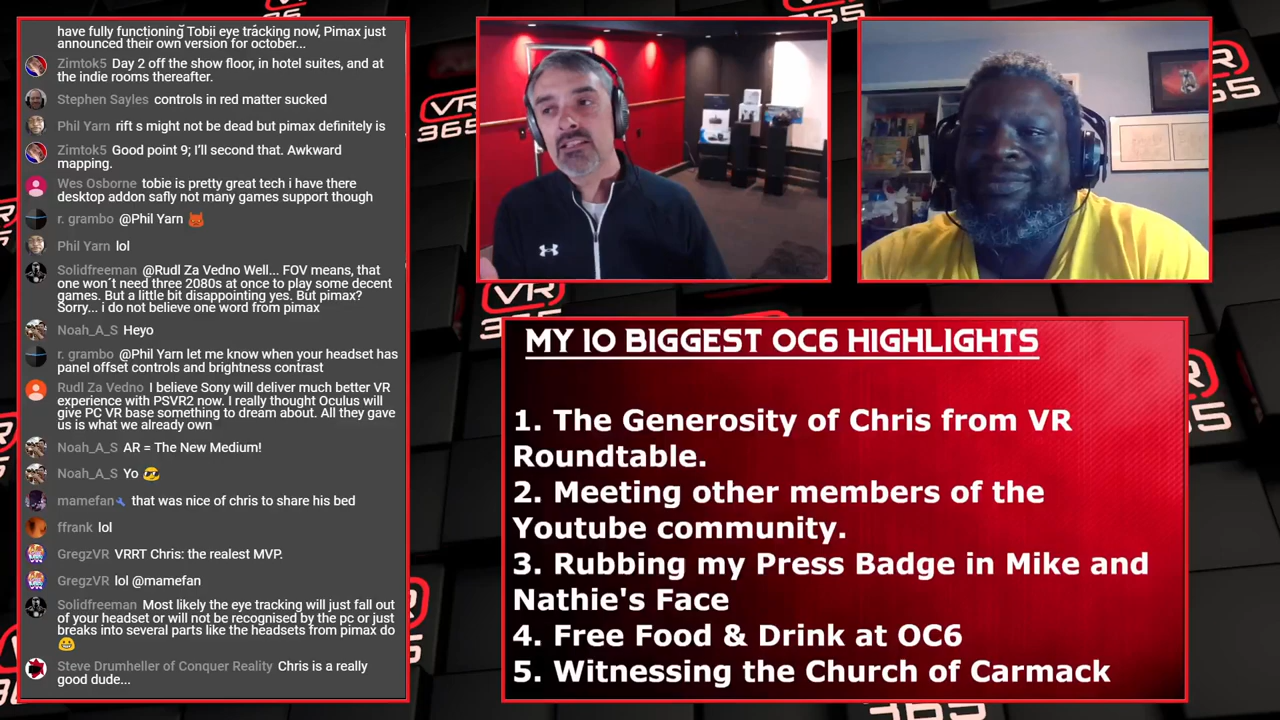 have fully functioning Tobii eye tracking now, Pimax just
announced their own version for october...
Zimtok5 Day 2 off the show floor, in hotel suites, and at
the indie rooms thereafter.
Stephen Sayles controls in red matter sucked
Phil Yarn rift s might not be dead but pimax definitely is
Zimtok5 Good point 9; I'll second that. Awkward
mapping.
Wes Osborne tobie is pretty great tech i have there
desktop addon safly not many games support though
r. grambo @Phil Yarn
Phil Yarn lol
Solidfreeman @Rudl Za Vedno Well... FOV means, that
one won´t need three 2080s at once to play some decent
games. But a little bit disappointing yes. But pimax?
Sorry... i do not believe one word from pimax
Noah_A_S Heyo
r. grambo @Phil Yarn let me know when your headset has
panel offset controls and brightness contrast
Rudl Za Vedno I believe Sony will deliver much better VR
experience with PSVR2 now. I really thought Oculus will
give PC VR base something to dream about. All they gave
us is what we already own
Noah_A_S AR = The New Medium!
Noah_A_S Yo
mamefan that was nice of chris to share his bed
ffrank lol
GregzVR VRRT Chris: the realest MVP.
GregzVR lol @mamefan
Solidfreeman Most likely the eye tracking will just fall out
of your headset or will not be recognised by the pc or just
breaks into several parts like the headsets from pimax do
Steve Drumheller of Conquer Reality Chris is a really
good dude...
VR
365
VR
MY 10 BIGGEST OC6 HIGHLIGHTS
1. The Generosity of Chris from VR
Roundtable.
2. Meeting other members of the
Youtube community.
3. Rubbing my Press Badge in Mike and
Nathie's Face
4. Free Food & Drink at OC6
5. Witnessing the Church of Carmack